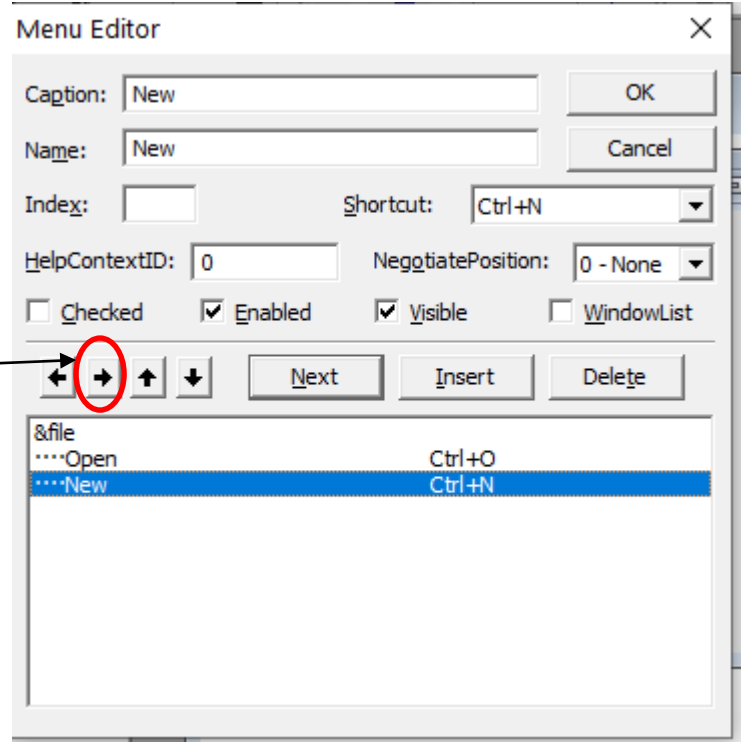 Menu Editor
Caption: New OK
Name: New Cancel
Index: Shortcut: Ctrl+N
HelpContextID: 0 NegotiatePosition: 0 - None
Checked Enabled Visible WindowList
Next Insert Delete
&file
····Open Ctrl+O
····New Ctrl+N